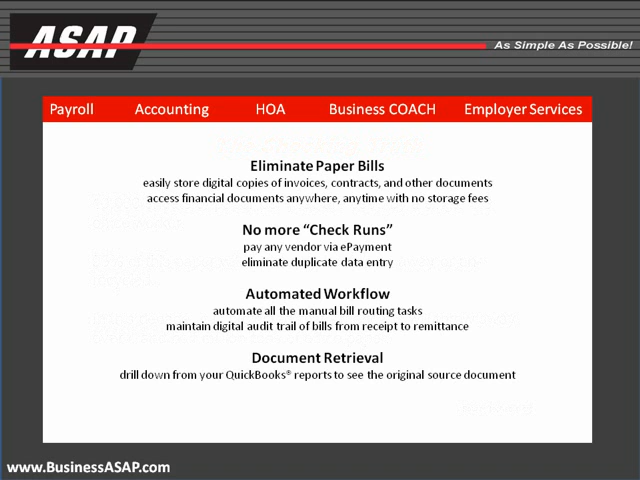 ASAP
As Simple As Possible!
Payroll Accounting HOA Business COACH Employer Services
Eliminate Paper Bills
easily store digital copies of invoices, contracts, and other documents
access financial documents anywhere, anytime with no storage fees
No more “Check Runs”
pay any vendor via ePayment
eliminate duplicate data entry
Automated Workflow
automate all the manual bill routing tasks
maintain digital audit trail of bills from receipt to remittance
Document Retrieval
drill down from your QuickBooks® reports to see the original source document
www.BusinessASAP.com